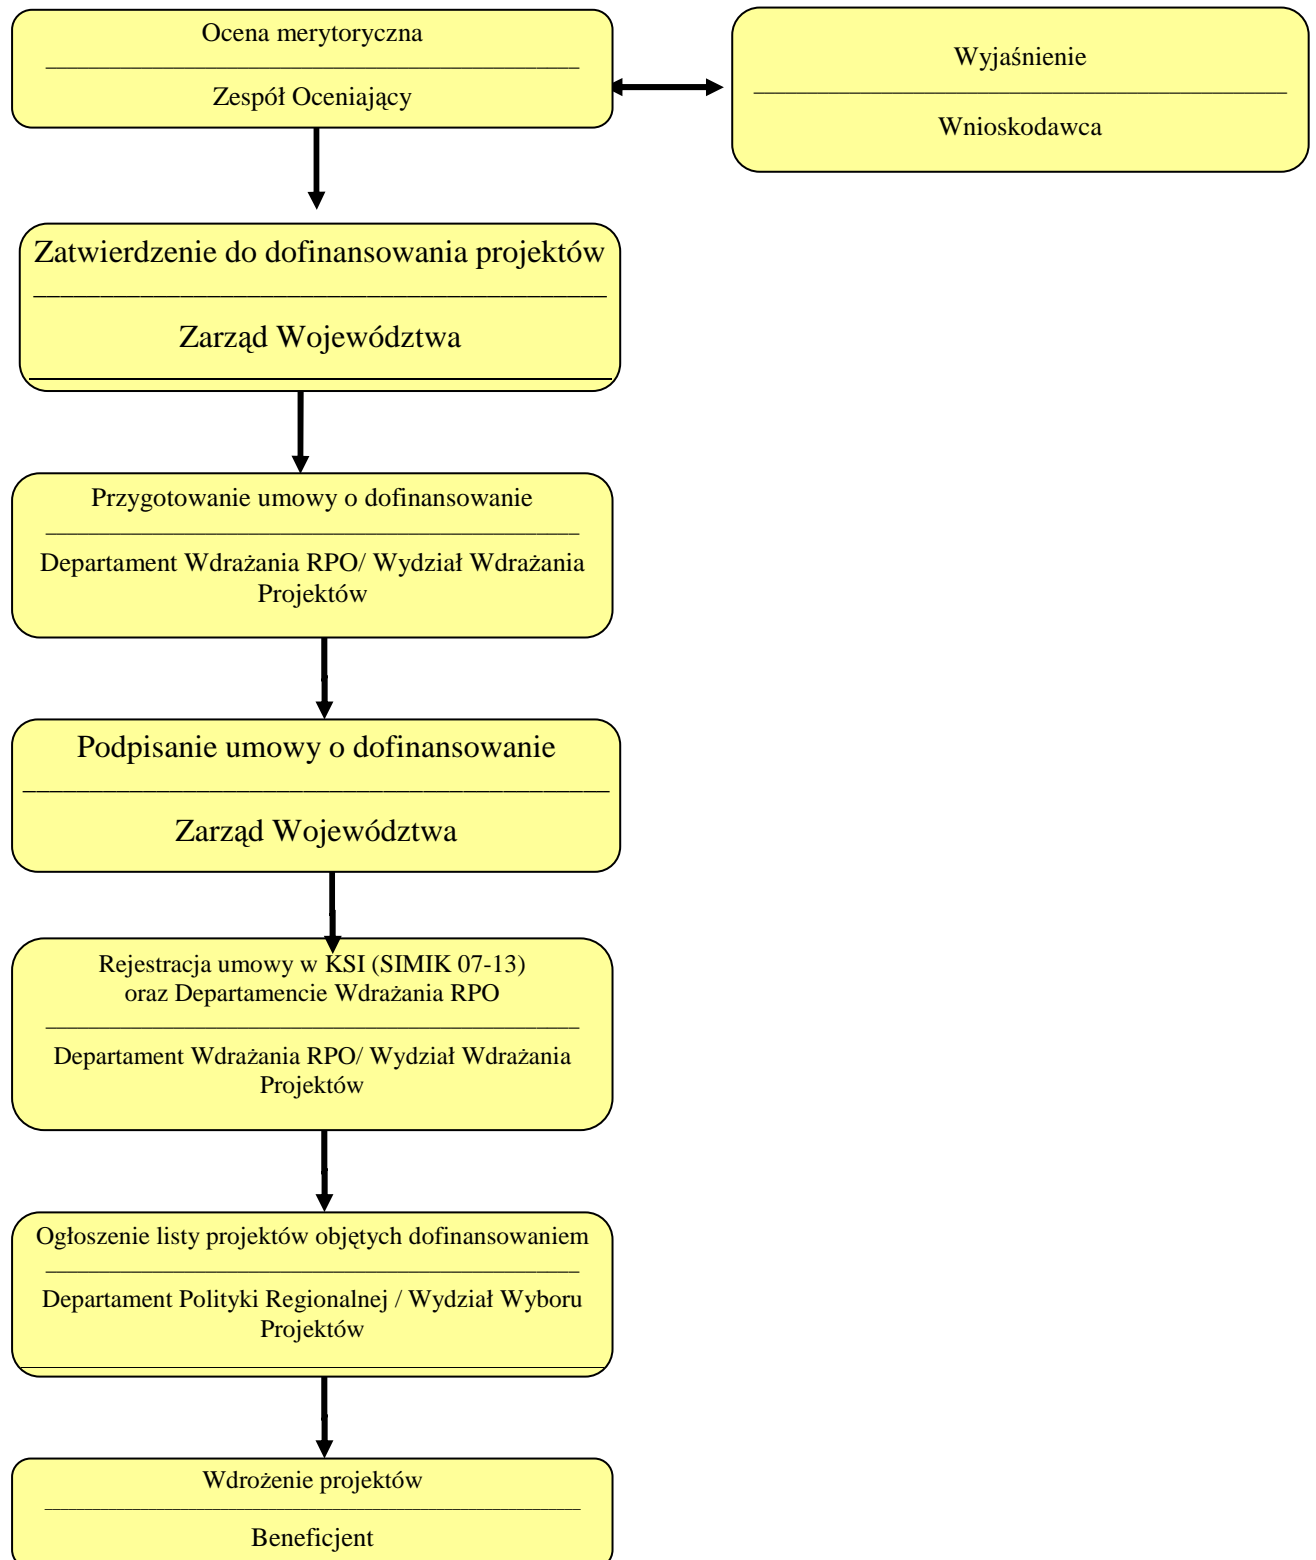 Ocena merytoryczna
Zespół Oceniający
Wyjaśnienie
Wnioskodawca
Zatwierdzenie do dofinansowania projektów
Zarząd Województwa
Przygotowanie umowy o dofinansowanie
Departament Wdrażania RPO/ Wydział Wdrażania
Projektów
Podpisanie umowy o dofinansowanie
Zarząd Województwa
Rejestracja umowy w KSI (SIMIK 07-13)
oraz Departamencie Wdrażania RPO
Departament Wdrażania RPO/ Wydział Wdrażania
Projektów
Ogłoszenie listy projektów objętych dofinansowaniem
Departament Polityki Regionalnej / Wydział Wyboru
Projektów
Wdrożenie projektów
Beneficjent